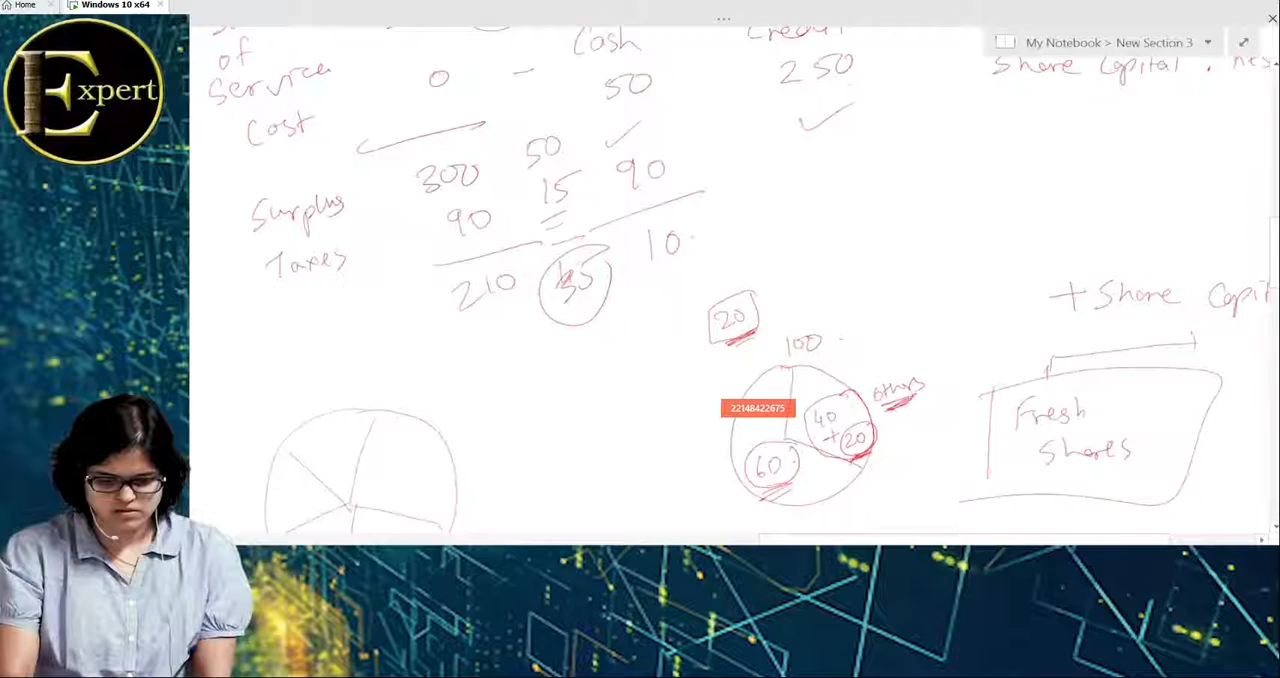 Home
Windows 10 x64
Expert
My Notebook > New Section 3
of
Cash
Service
0 - 50
250
Share Capital
Cost
300 50 90
Surplus
90 15
Taxes
210 35 10
+ Share Capit
20
100
others
22148422675
40
+ 20
60
Fresh
Shares